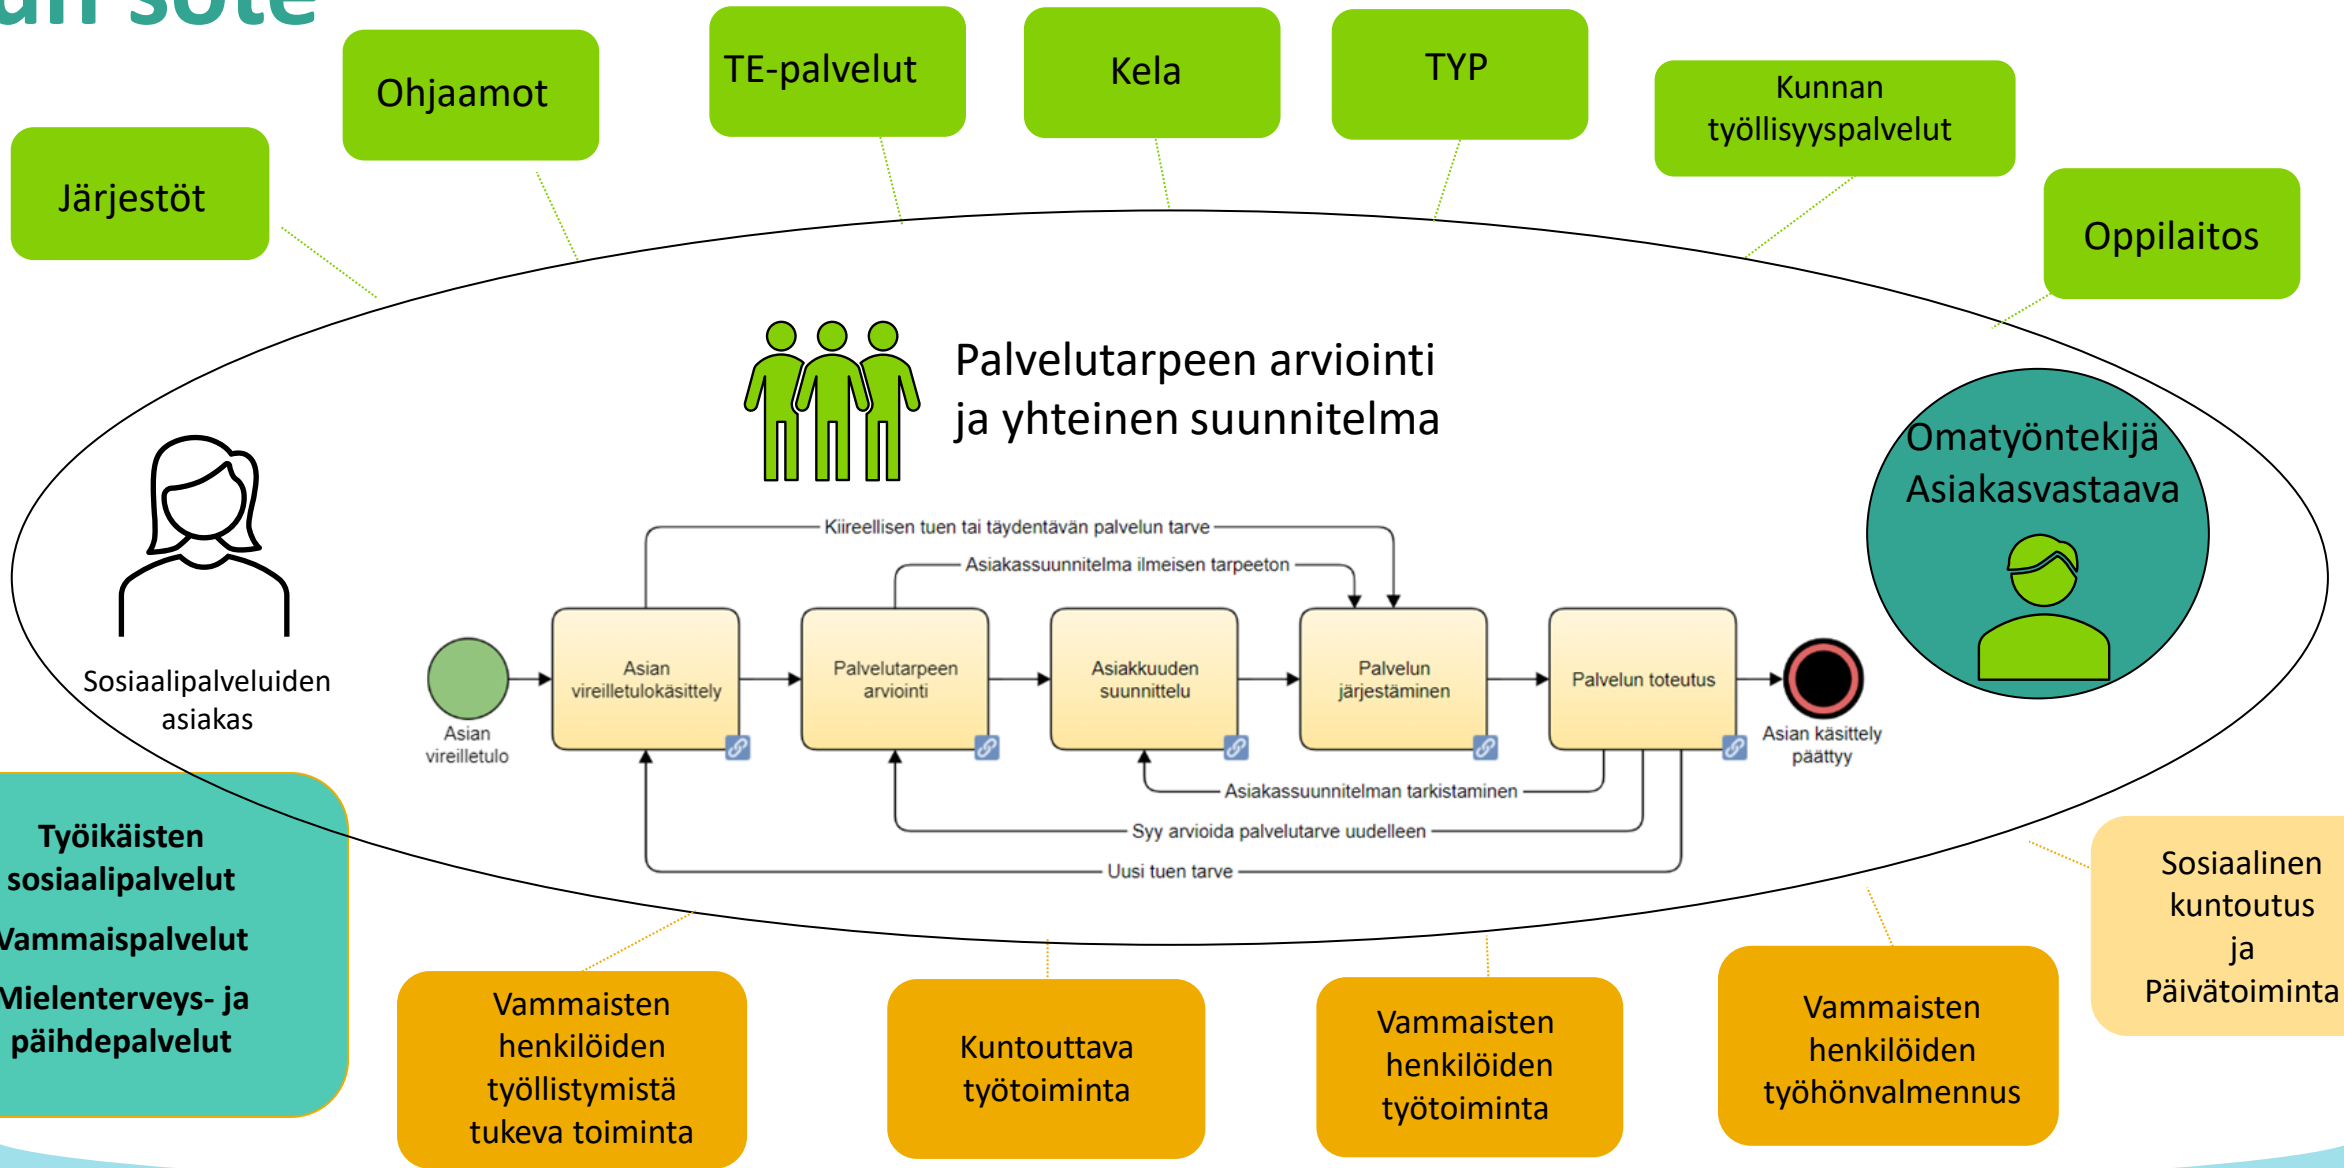 sote
Ohjaamot
TE-palvelut
Kela
TYP
Kunnan
työllisyyspalvelut
Järjestöt
Oppilaitos
Palvelutarpeen arviointi
ja yhteinen suunnitelma
Omatyöntekijä
Asiakasvastaava
Sosiaalipalveluiden
asiakas
Kiireellisen tuen tai täydentävän palvelun tarve
Asiakassuunnitelma ilmeisen tarpeeton
Asian
vireilletulo
Asian
vireilletulokäsittely
Palvelutarpeen
arviointi
Asiakkuuden
suunnittelu
Palvelun
järjestäminen
Palvelun toteutus
Asian käsittely
päättyy
Asiakassuunnitelman tarkistaminen
Syy arvioida palvelutarve uudelleen
Uusi tuen tarve
Työikäisten
sosiaalipalvelut
Vammaispalvelut
Mielenterveys- ja
päihdepalvelut
Vammaisten
henkilöiden
työllistymistä
tukeva toiminta
Kuntouttava
työtoiminta
Vammaisten
henkilöiden
työtoiminta
Vammaisten
henkilöiden
työhönvalmennus
Sosiaalinen
kuntoutus
ja
Päivätoiminta